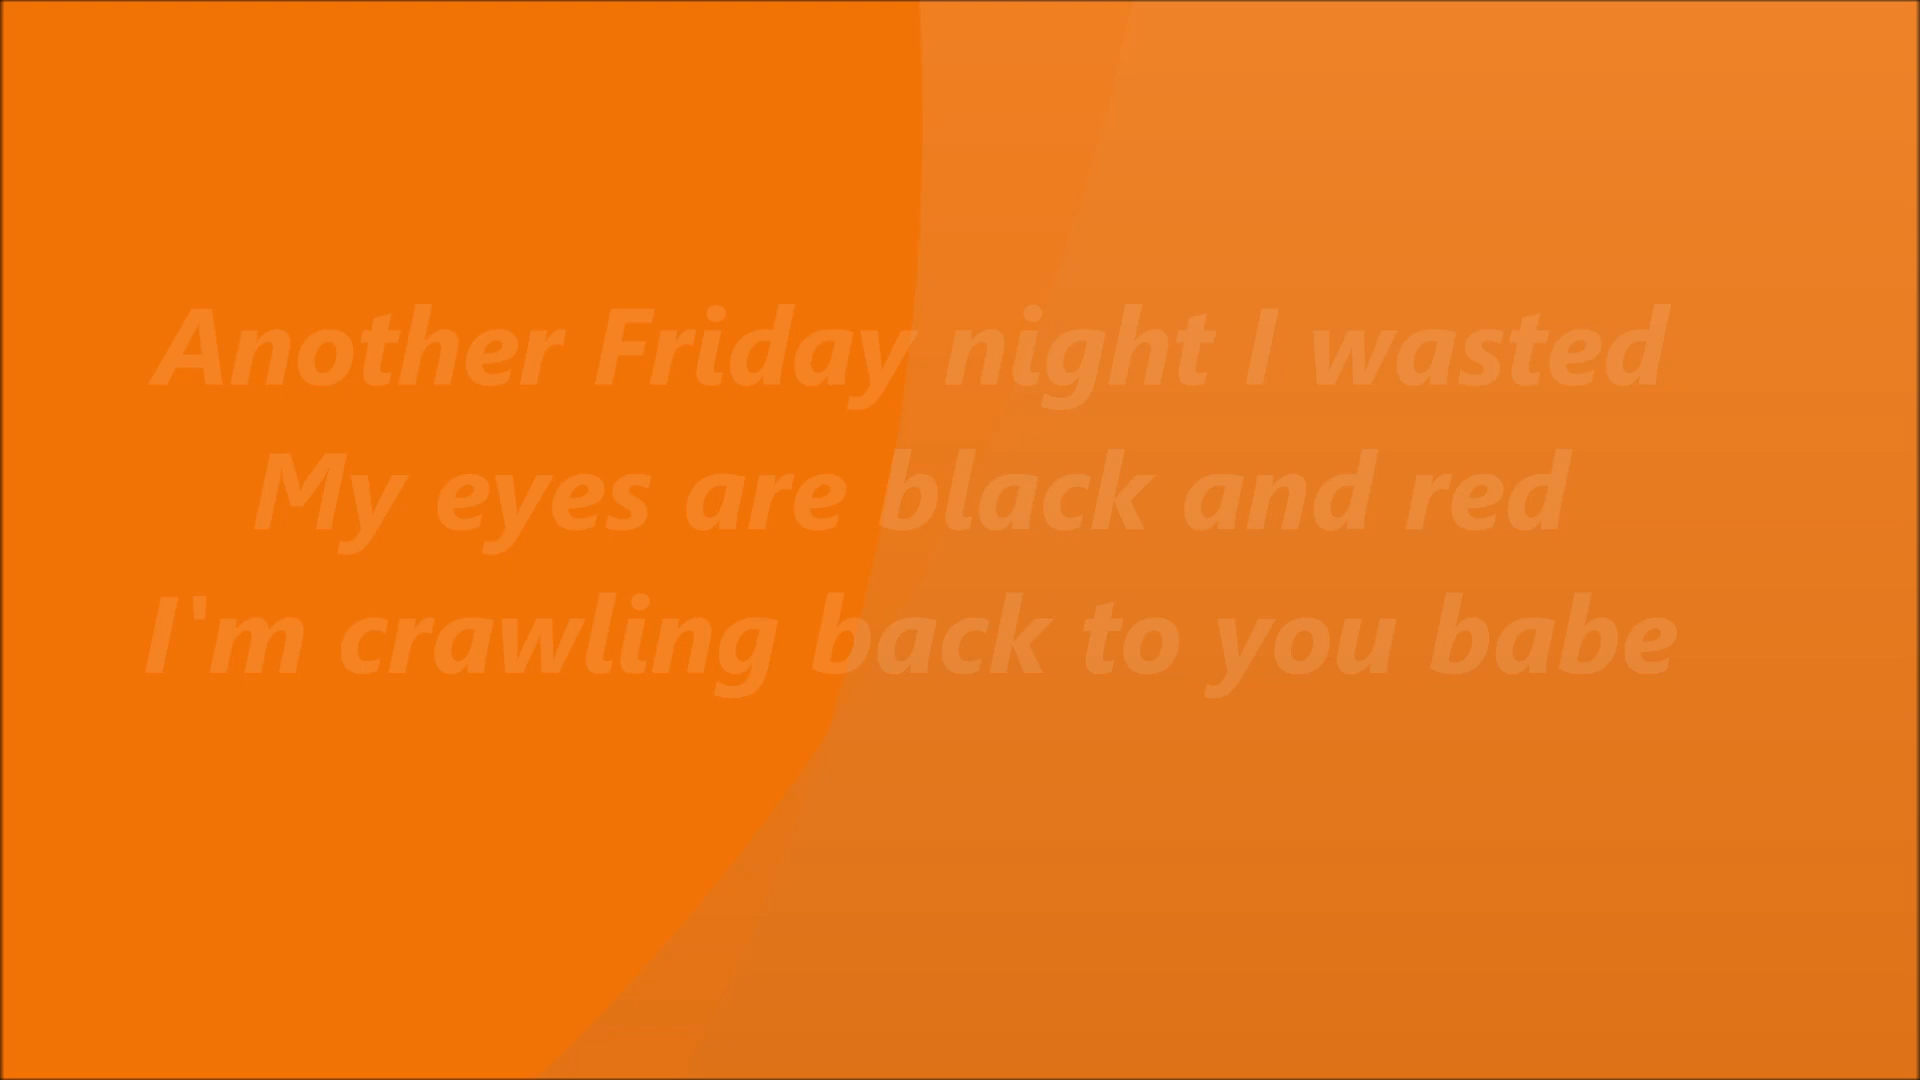 Another Friday night I wasted
My eyes are black and red
I'm crawling back to you babe